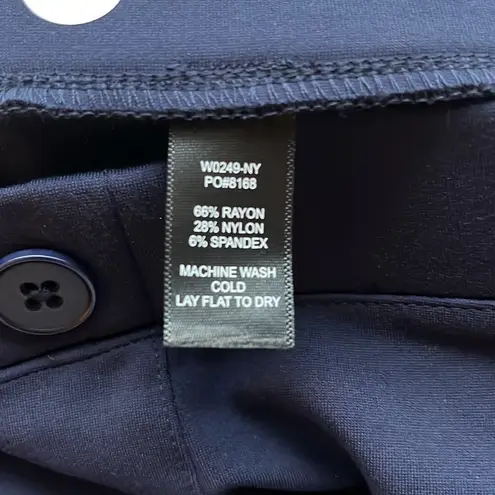 W0249-NY
PO#8168
66% RAYON
28% NYLON
6% SPANDEX
MACHINE WASH
COLD
LAY FLAT TO DRY